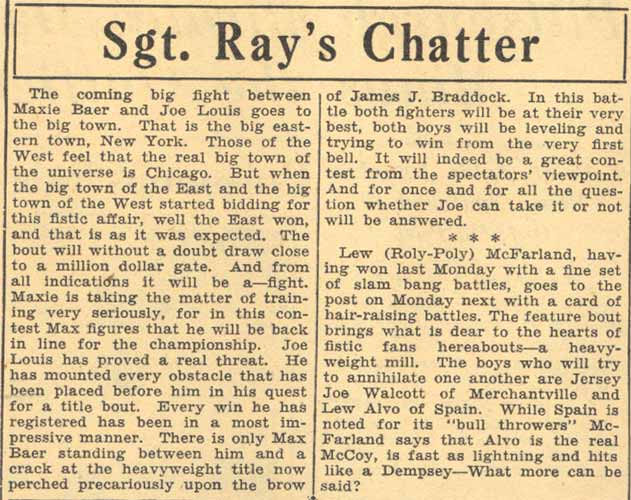 Sgt. Ray's Chatter
The coming big fight between
Maxie Baer and Joe Louis goes to
the big town. That is the big east-
ern town, New York. Those of the
West feel that the real big town of
the universe is Chicago. But when
the big town of the East and the big
town of the West started bidding for
this fistic affair, well the East won,
and that is as it was expected. The
bout will without a doubt draw close
to a million dollar gate. And from
all indications it will be a—fight.
Maxie is taking the matter of train-
ing very seriously, for in this con-
test Max figures that he will be back
in line for the championship. Joe
Louis has proved a real threat. He
has mounted every obstacle that has
been placed before him in his quest
for a title bout. Every win he has
registered has been in a most im-
pressive manner. There is only Max
Baer standing between him and a
crack at the heavyweight title now
perched precariously upon the brow
of James J. Braddock. In this bat-
tle both fighters will be at their very
best, both boys will be leveling and
trying to win from the very first
bell. It will indeed be a great con-
test from the spectators' viewpoint.
And for once and for all the ques-
tion whether Joe can take it or not
will be answered.
* * *
Lew (Roly-Poly) McFarland, hav-
ing won last Monday with a fine set
of slam bang battles, goes to the
post on Monday next with a card of
hair-raising battles. The feature bout
brings what is dear to the hearts of
fistic fans hereabouts—a heavy-
weight mill. The boys who will try
to annihilate one another are Jersey
Joe Walcott of Merchantville and
Lew Alvo of Spain. While Spain is
noted for its "bull throwers" Mc-
Farland says that Alvo is the real
McCoy, is fast as lightning and hits
like a Dempsey—What more can be
said?